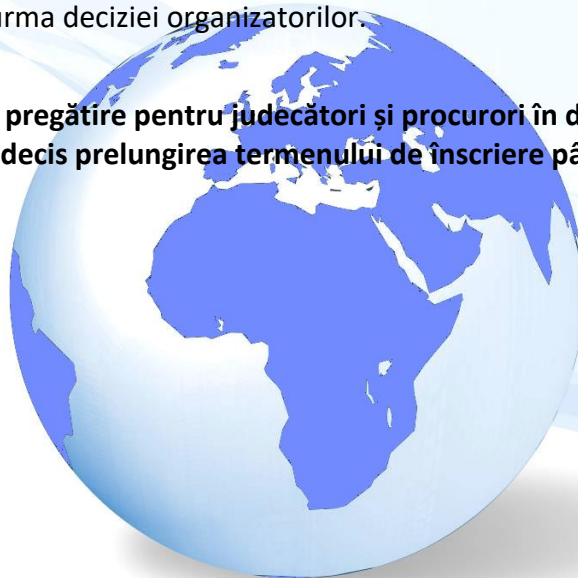 urma deciziei organizatorilor.
pregătire pentru judecători și procurori în d
decis prelungirea termenului de înscriere pâ